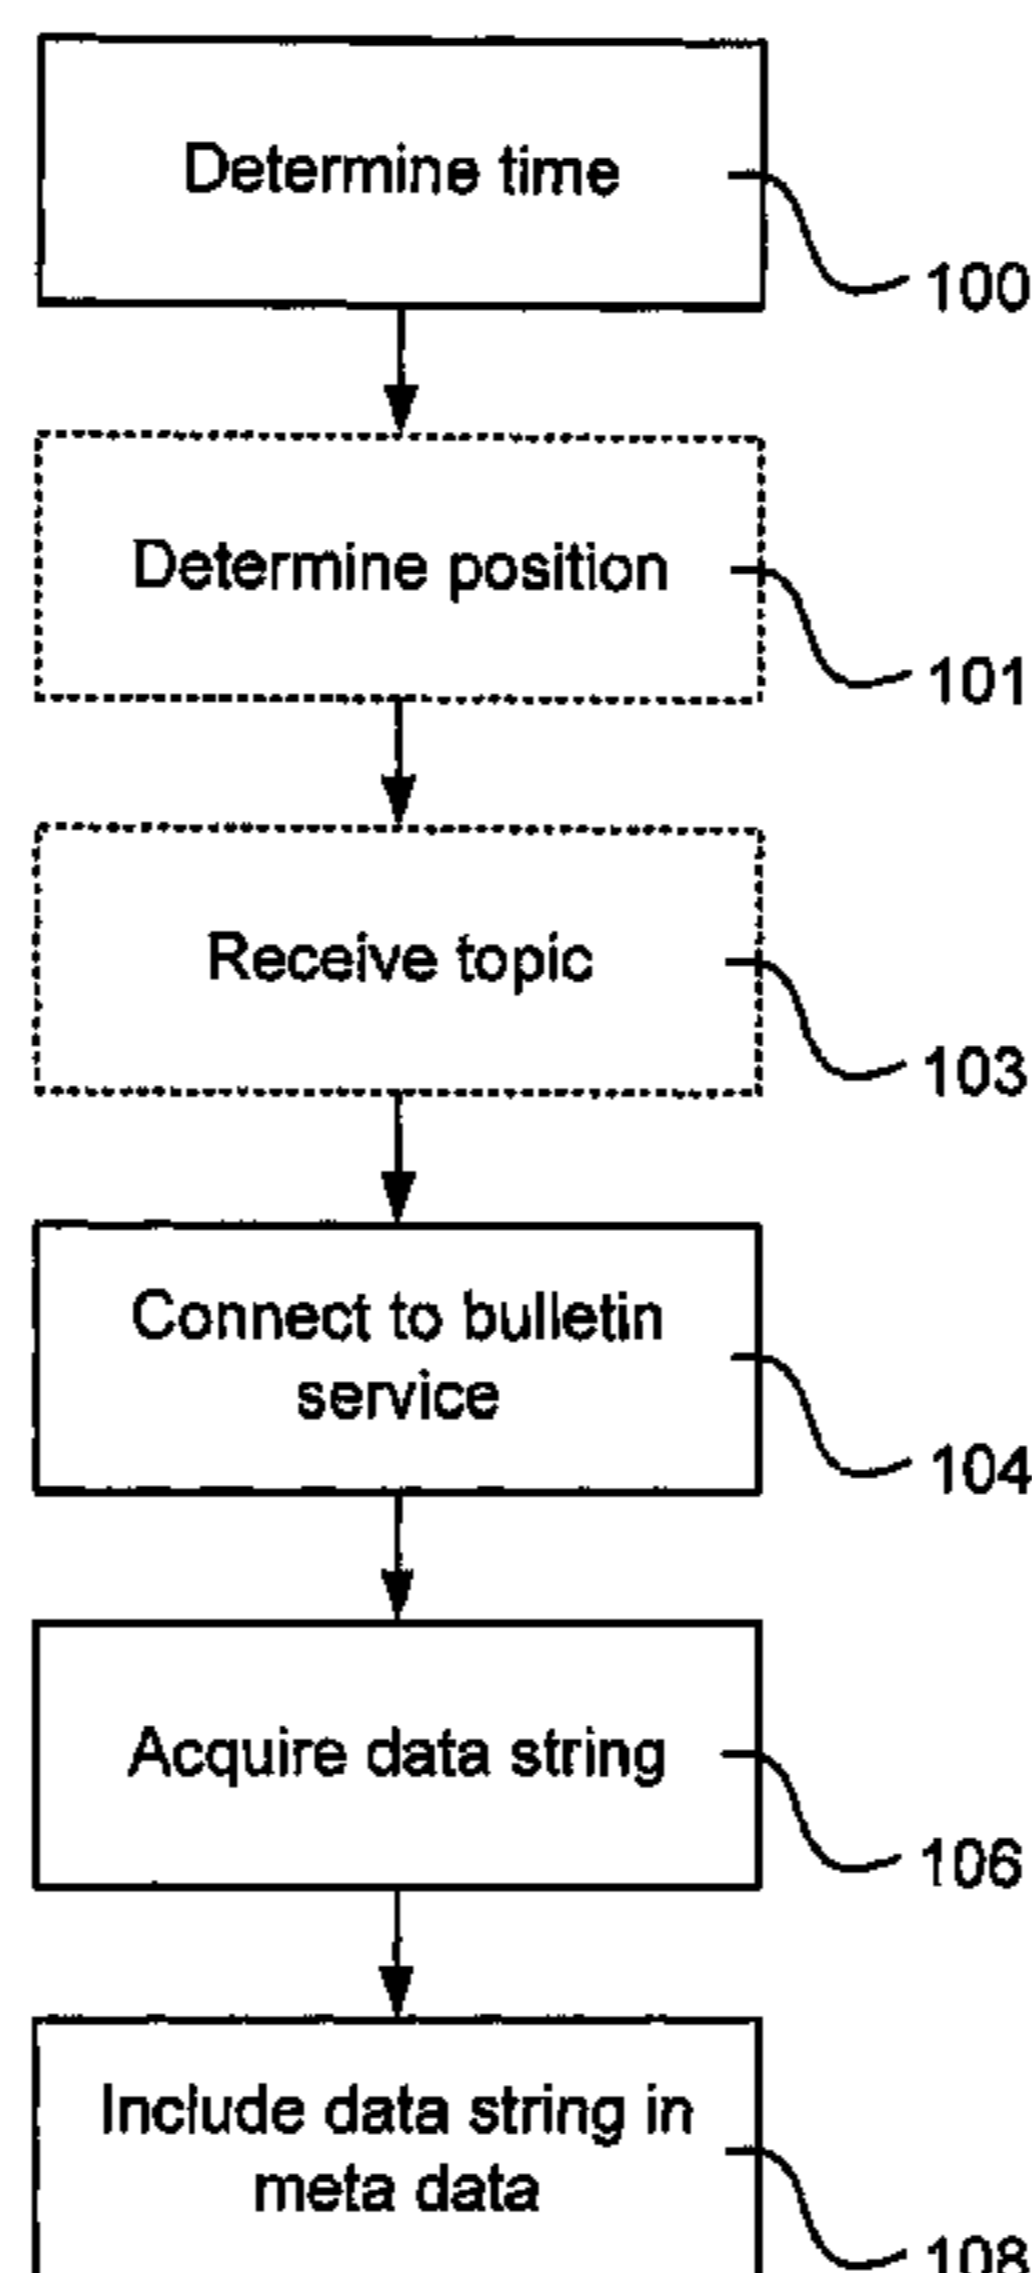 Determine time
100
Determine position
101
Receive topic
103
Connect to bulletin
service
104
Acquire data string
106
Include data string in
meta data
108